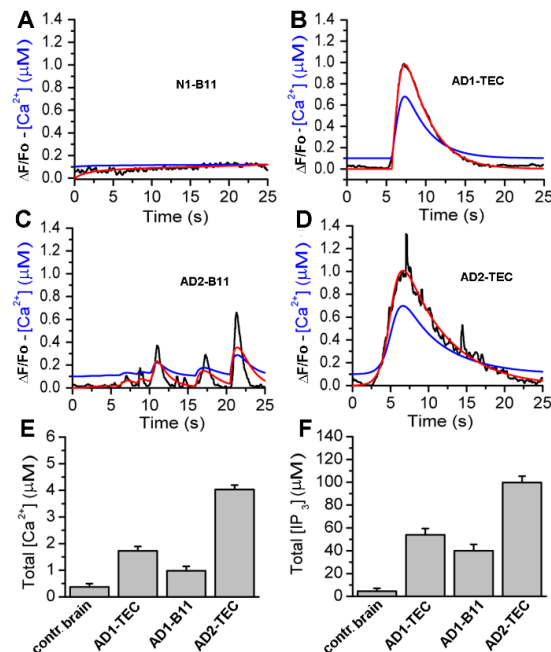 A
B
ΔF/Fo - [Ca²⁺] (μM)
1.4
1.2
1.0
0.8
0.6
0.4
0.2
0.0
N1-B11
0 5 10 15 20 25
Time (s)
ΔF/Fo - [Ca²⁺] (μM)
1.4
1.2
1.0
0.8
0.6
0.4
0.2
0.0
AD1-TEC
0 5 10 15 20 25
Time (s)
C
D
ΔF/Fo - [Ca²⁺] (μM)
1.4
1.2
1.0
0.8
0.6
0.4
0.2
0.0
AD2-B11
0 5 10 15 20 25
Time (s)
ΔF/Fo - [Ca²⁺] (μM)
1.4
1.2
1.0
0.8
0.6
0.4
0.2
0.0
AD2-TEC
0 5 10 15 20 25
Time (s)
E
F
Total [Ca²⁺] (μM)
6
5
4
3
2
1
0
contr. brain
AD1-TEC
AD1-B11
AD2-TEC
Total [IP₃] (μM)
140
120
100
80
60
40
20
0
contr. brain
AD1-TEC
AD1-B11
AD2-TEC